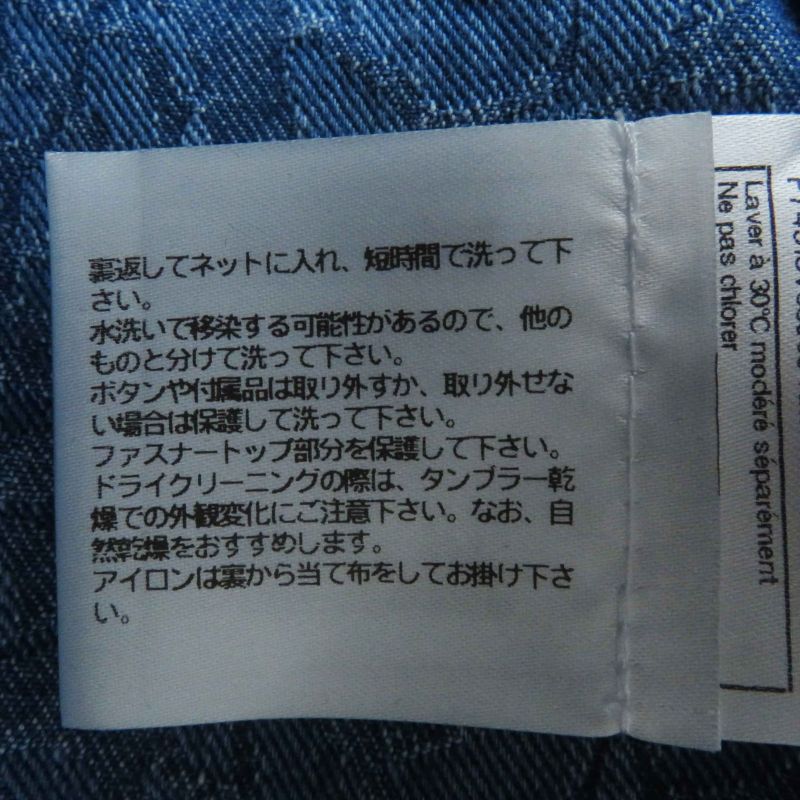 裏返してネットに入れ、短時間で洗って下
さい。
水洗いで移染する可能性があるので、他の
ものと分けて洗って下さい。
ボタンや付属品は取り外すか、取り外せな
い場合は保護して洗って下さい。
ファスナートップ部分を保護して下さい。
ドライクリーニングの際は、タンブラー乾
燥での外観変化にご注意下さい。なお、自
然乾燥をおすすめします。
アイロンは裏から当て布をしてお掛け下さ
い。
Laver à 30°C modéré séparément
Ne pas chlorer